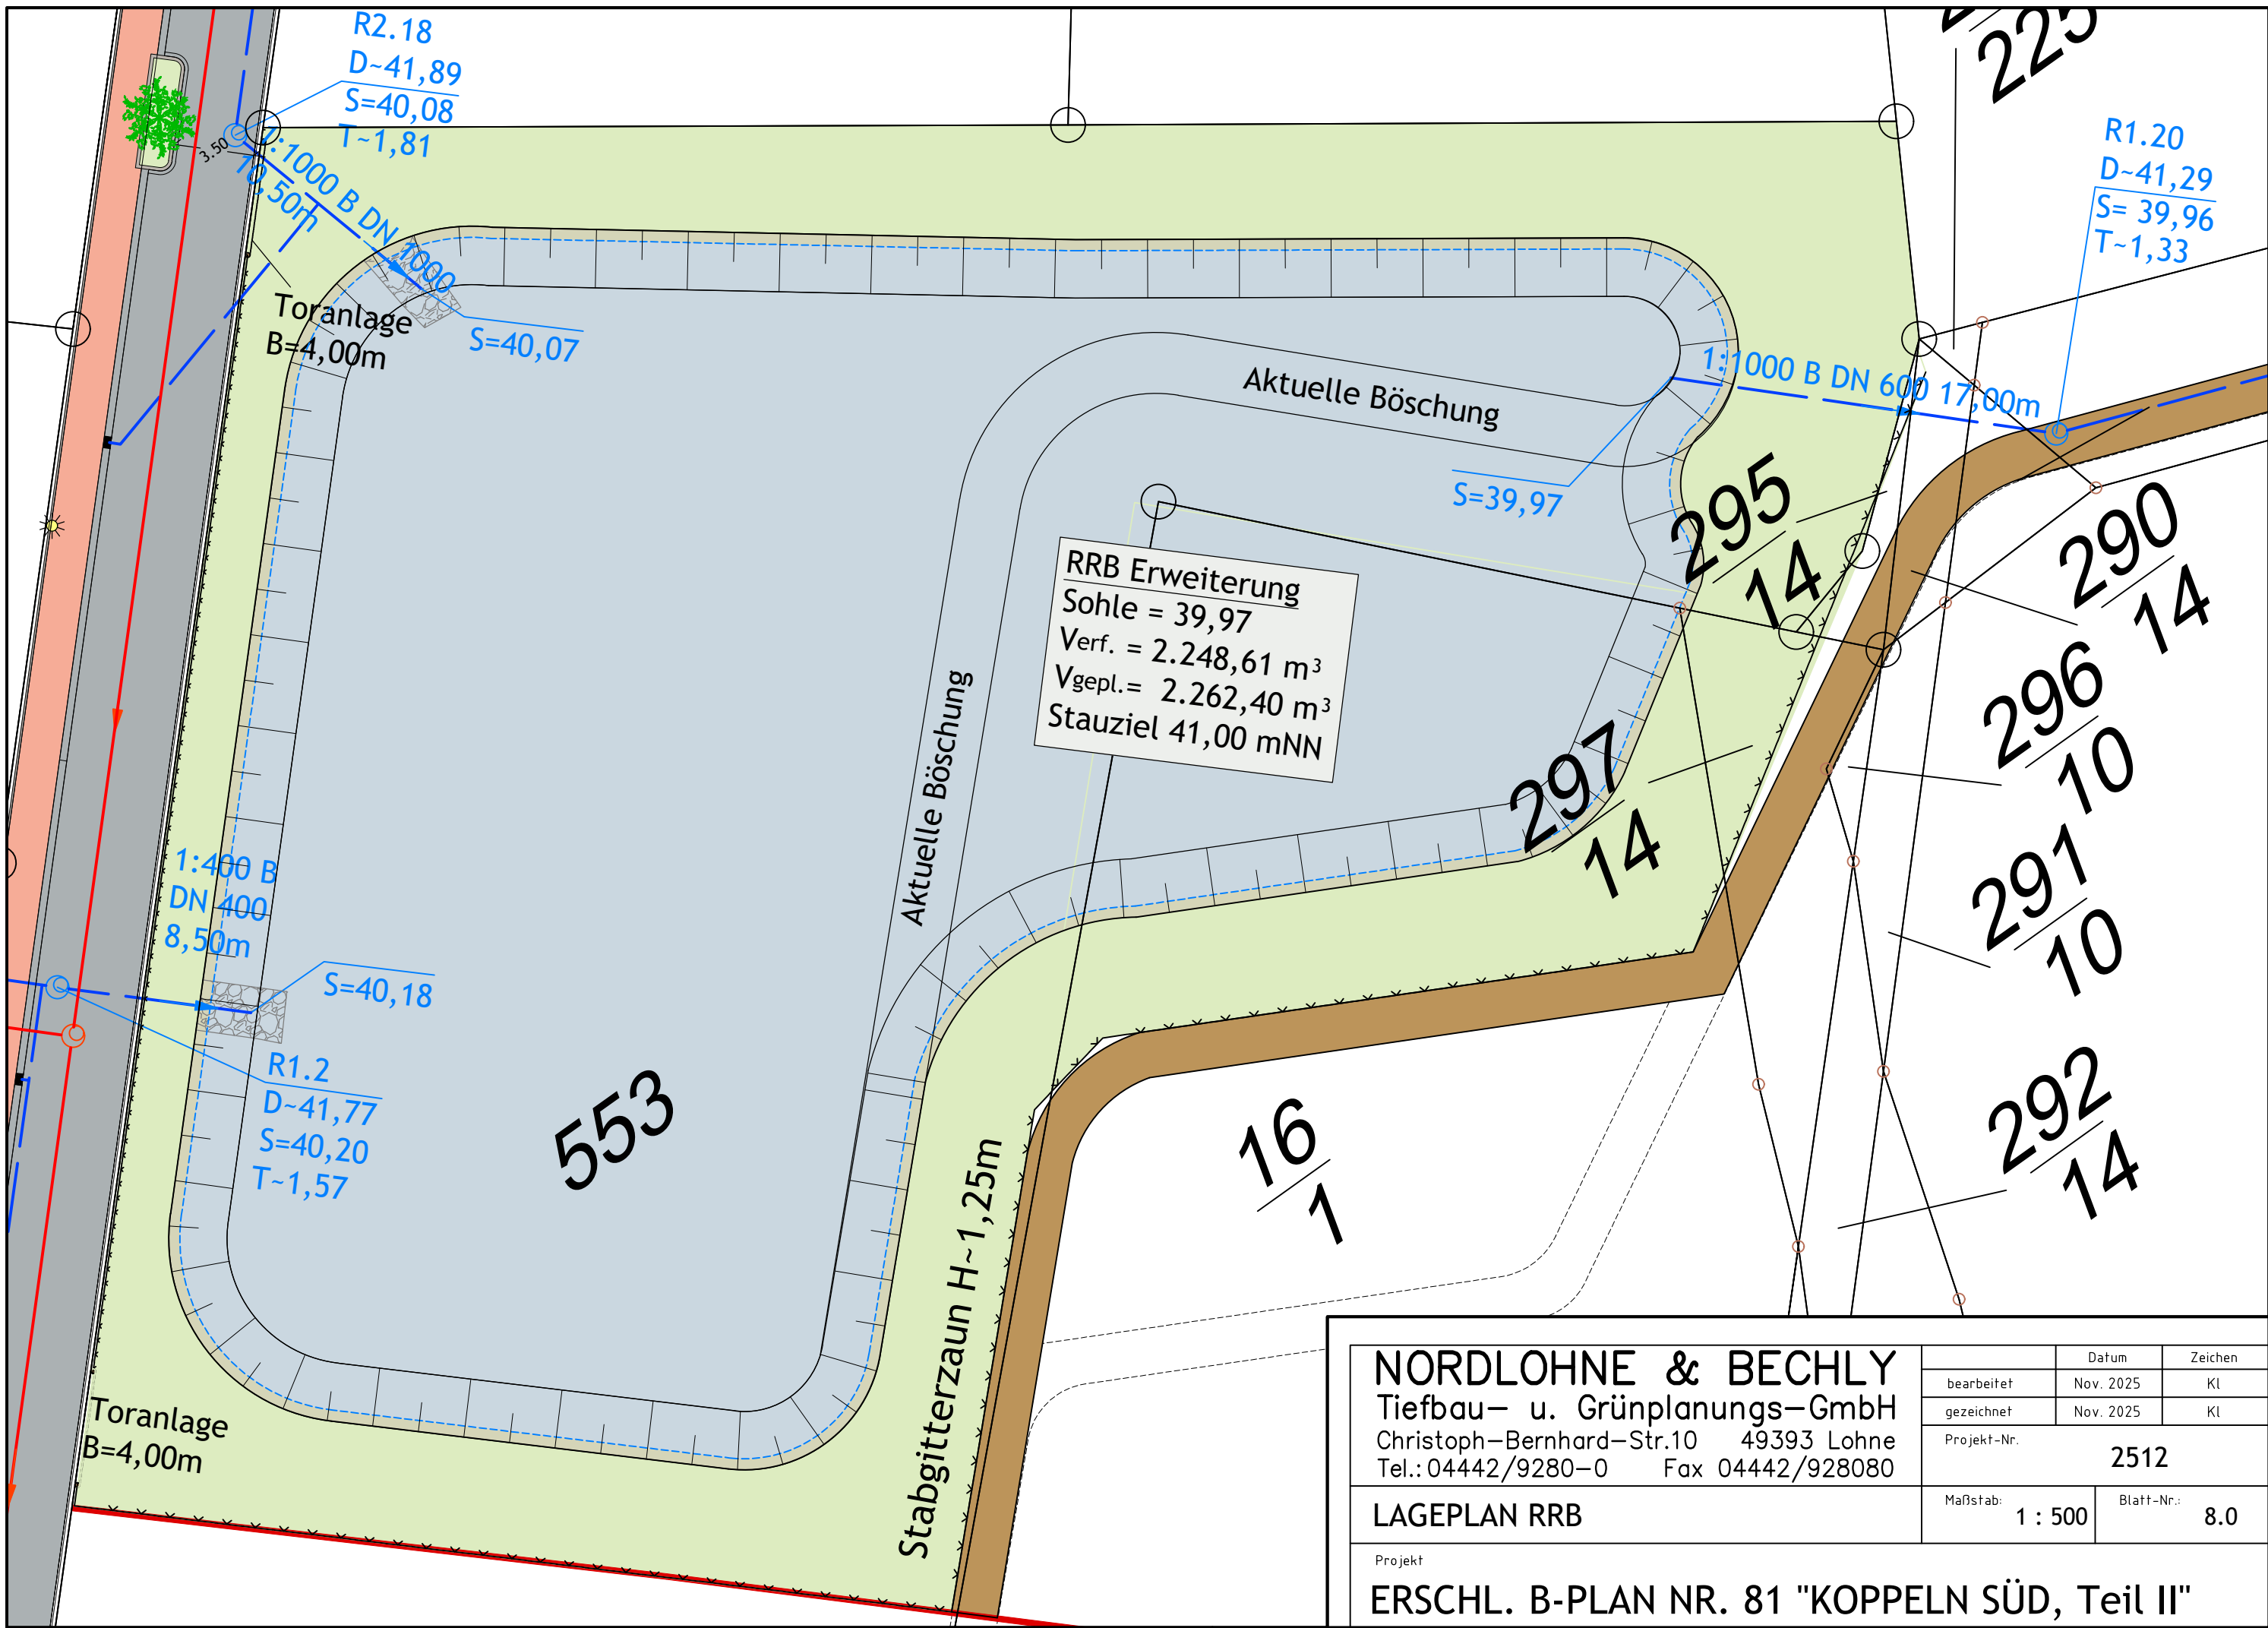 R2.18
D~41,89
S=40,08
T~1,81
3.50
1:1000 B DN 1000
10,50m
Toranlage
B=4,00m
S=40,07
225
R1.20
D~41,29
S= 39,96
T~1,33
1:1000 B DN 600 17,00m
Aktuelle Böschung
S=39,97
295
14
290
14
RRB Erweiterung
Sohle = 39,97
Verf. = 2.248,61 m³
Vgepl.= 2.262,40 m³
Stauziel 41,00 mNN
296
10
297
14
Aktuelle Böschung
291
10
1:400 B
DN 400
8,50m
S=40,18
R1.2
D~41,77
S=40,20
T~1,57
553
16
1
292
14
Stabgitterzaun H~1,25m
Toranlage
B=4,00m
NORDLOHNE & BECHLY
Tiefbau- u. Grünplanungs-GmbH
Christoph-Bernhard-Str.10 49393 Lohne
Tel.: 04442/9280-0 Fax 04442/928080
Datum Zeichen
bearbeitet Nov. 2025 Kl
gezeichnet Nov. 2025 Kl
Projekt-Nr.
2512
LAGEPLAN RRB
Maßstab: 1 : 500
Blatt-Nr.: 8.0
Projekt
ERSCHL. B-PLAN NR. 81 "KOPPELN SÜD, Teil II"